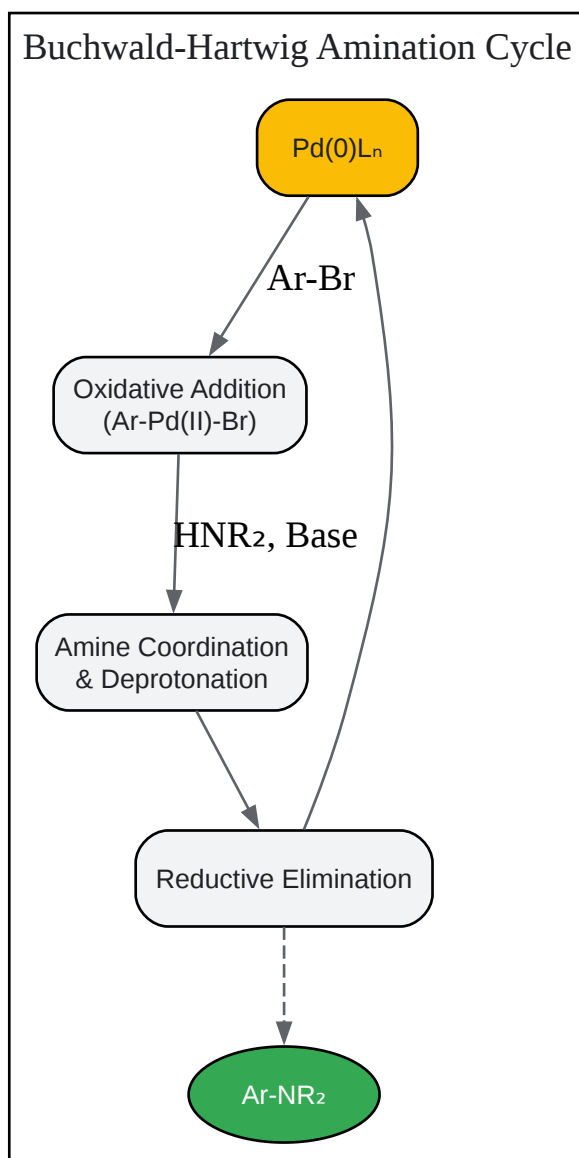 Buchwald-Hartwig Amination Cycle
Pd(0)Lₙ
Ar-Br
Oxidative Addition
(Ar-Pd(II)-Br)
HNR₂, Base
Amine Coordination
& Deprotonation
Reductive Elimination
Ar-NR₂